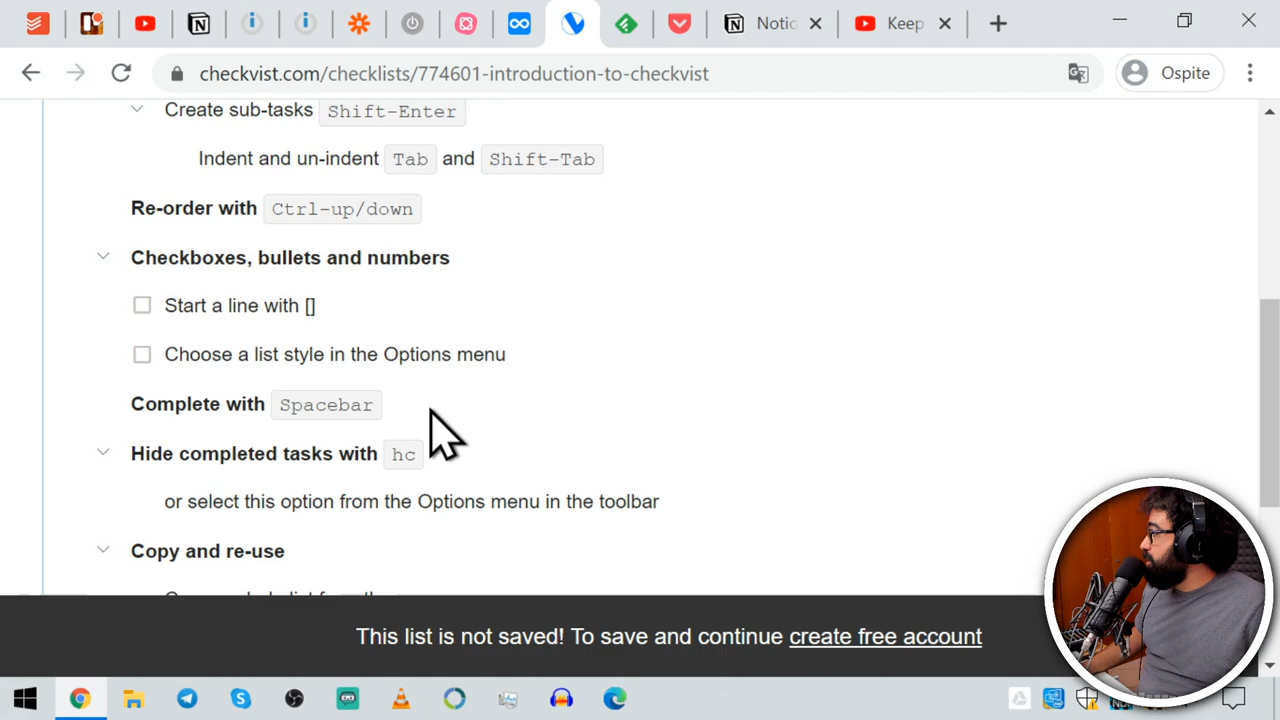 Notio
Keep
checkvist.com/checklists/774601-introduction-to-checkvist
Ospite
Create sub-tasks Shift-Enter
Indent and un-indent Tab and Shift-Tab
Re-order with Ctrl-up/down
Checkboxes, bullets and numbers
Start a line with []
Choose a list style in the Options menu
Complete with Spacebar
Hide completed tasks with hc
or select this option from the Options menu in the toolbar
Copy and re-use
This list is not saved! To save and continue create free account